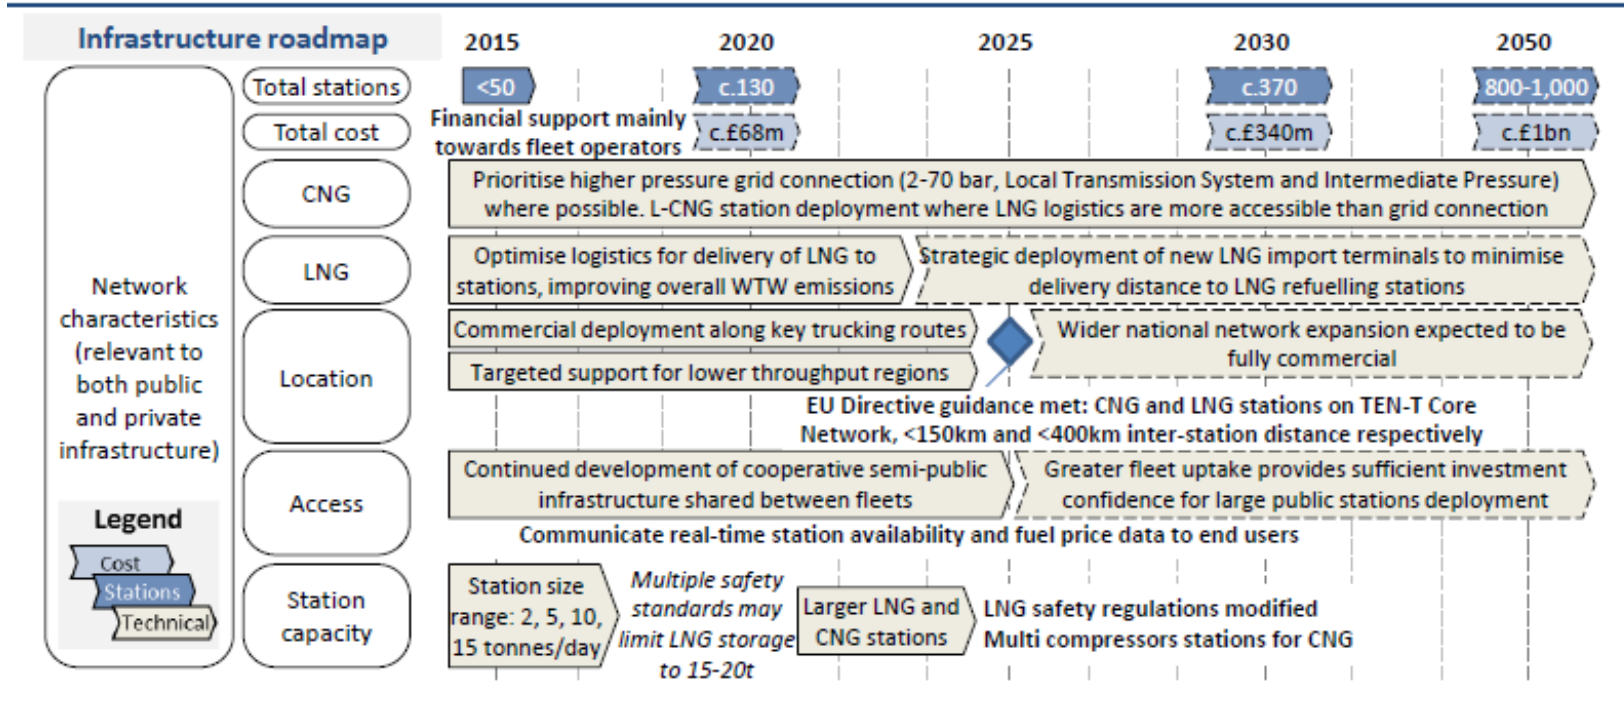 Infrastructure roadmap
2015
2020
2025
2030
2050
Total stations
<50
c.130
c.370
800-1,000
Total cost
Financial support mainly
towards fleet operators
c.£68m
c.£340m
c.£1bn
CNG
Prioritise higher pressure grid connection (2-70 bar, Local Transmission System and Intermediate Pressure)
where possible. L-CNG station deployment where LNG logistics are more accessible than grid connection
LNG
Optimise logistics for delivery of LNG to
stations, improving overall WTW emissions
Strategic deployment of new LNG import terminals to minimise
delivery distance to LNG refuelling stations
Network
characteristics
(relevant to
both public
and private
infrastructure)
Location
Commercial deployment along key trucking routes
Targeted support for lower throughput regions
Wider national network expansion expected to be
fully commercial
EU Directive guidance met: CNG and LNG stations on TEN-T Core
Network, <150km and <400km inter-station distance respectively
Access
Continued development of cooperative semi-public
infrastructure shared between fleets
Greater fleet uptake provides sufficient investment
confidence for large public stations deployment
Communicate real-time station availability and fuel price data to end users
Legend
Cost
Stations
Technical
Station
capacity
Station size
range: 2, 5, 10,
15 tonnes/day
Multiple safety
standards may
limit LNG storage
to 15-20t
Larger LNG and
CNG stations
LNG safety regulations modified
Multi compressors stations for CNG